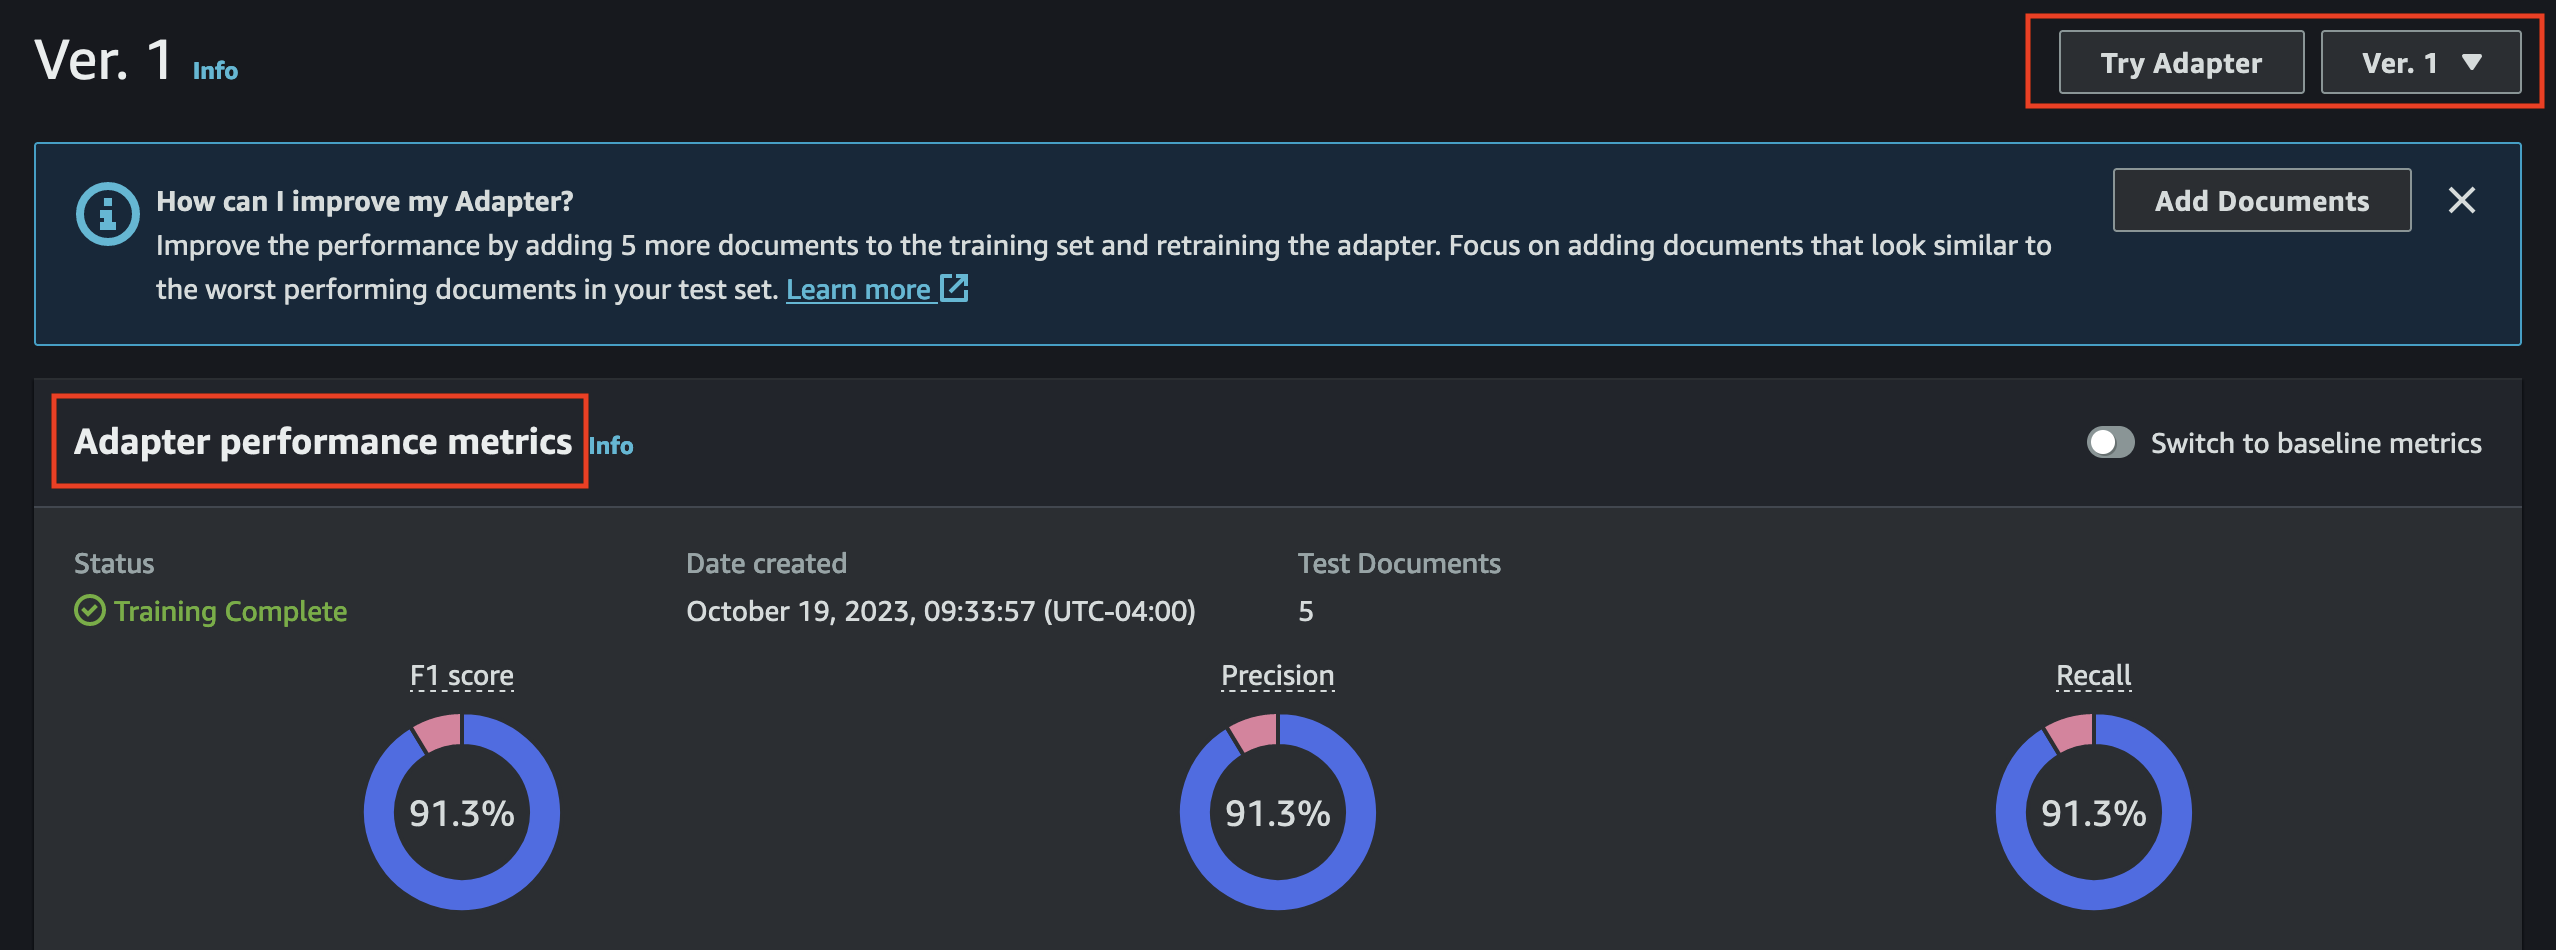 Ver. 1 Info
Try Adapter
Ver. 1
How can I improve my Adapter?
Add Documents
Improve the performance by adding 5 more documents to the training set and retraining the adapter. Focus on adding documents that look similar to
the worst performing documents in your test set. Learn more
Adapter performance metrics Info
Switch to baseline metrics
Status
Date created
Test Documents
Training Complete
October 19, 2023, 09:33:57 (UTC-04:00)
5
F1 score
Precision
Recall
91.3%
91.3%
91.3%